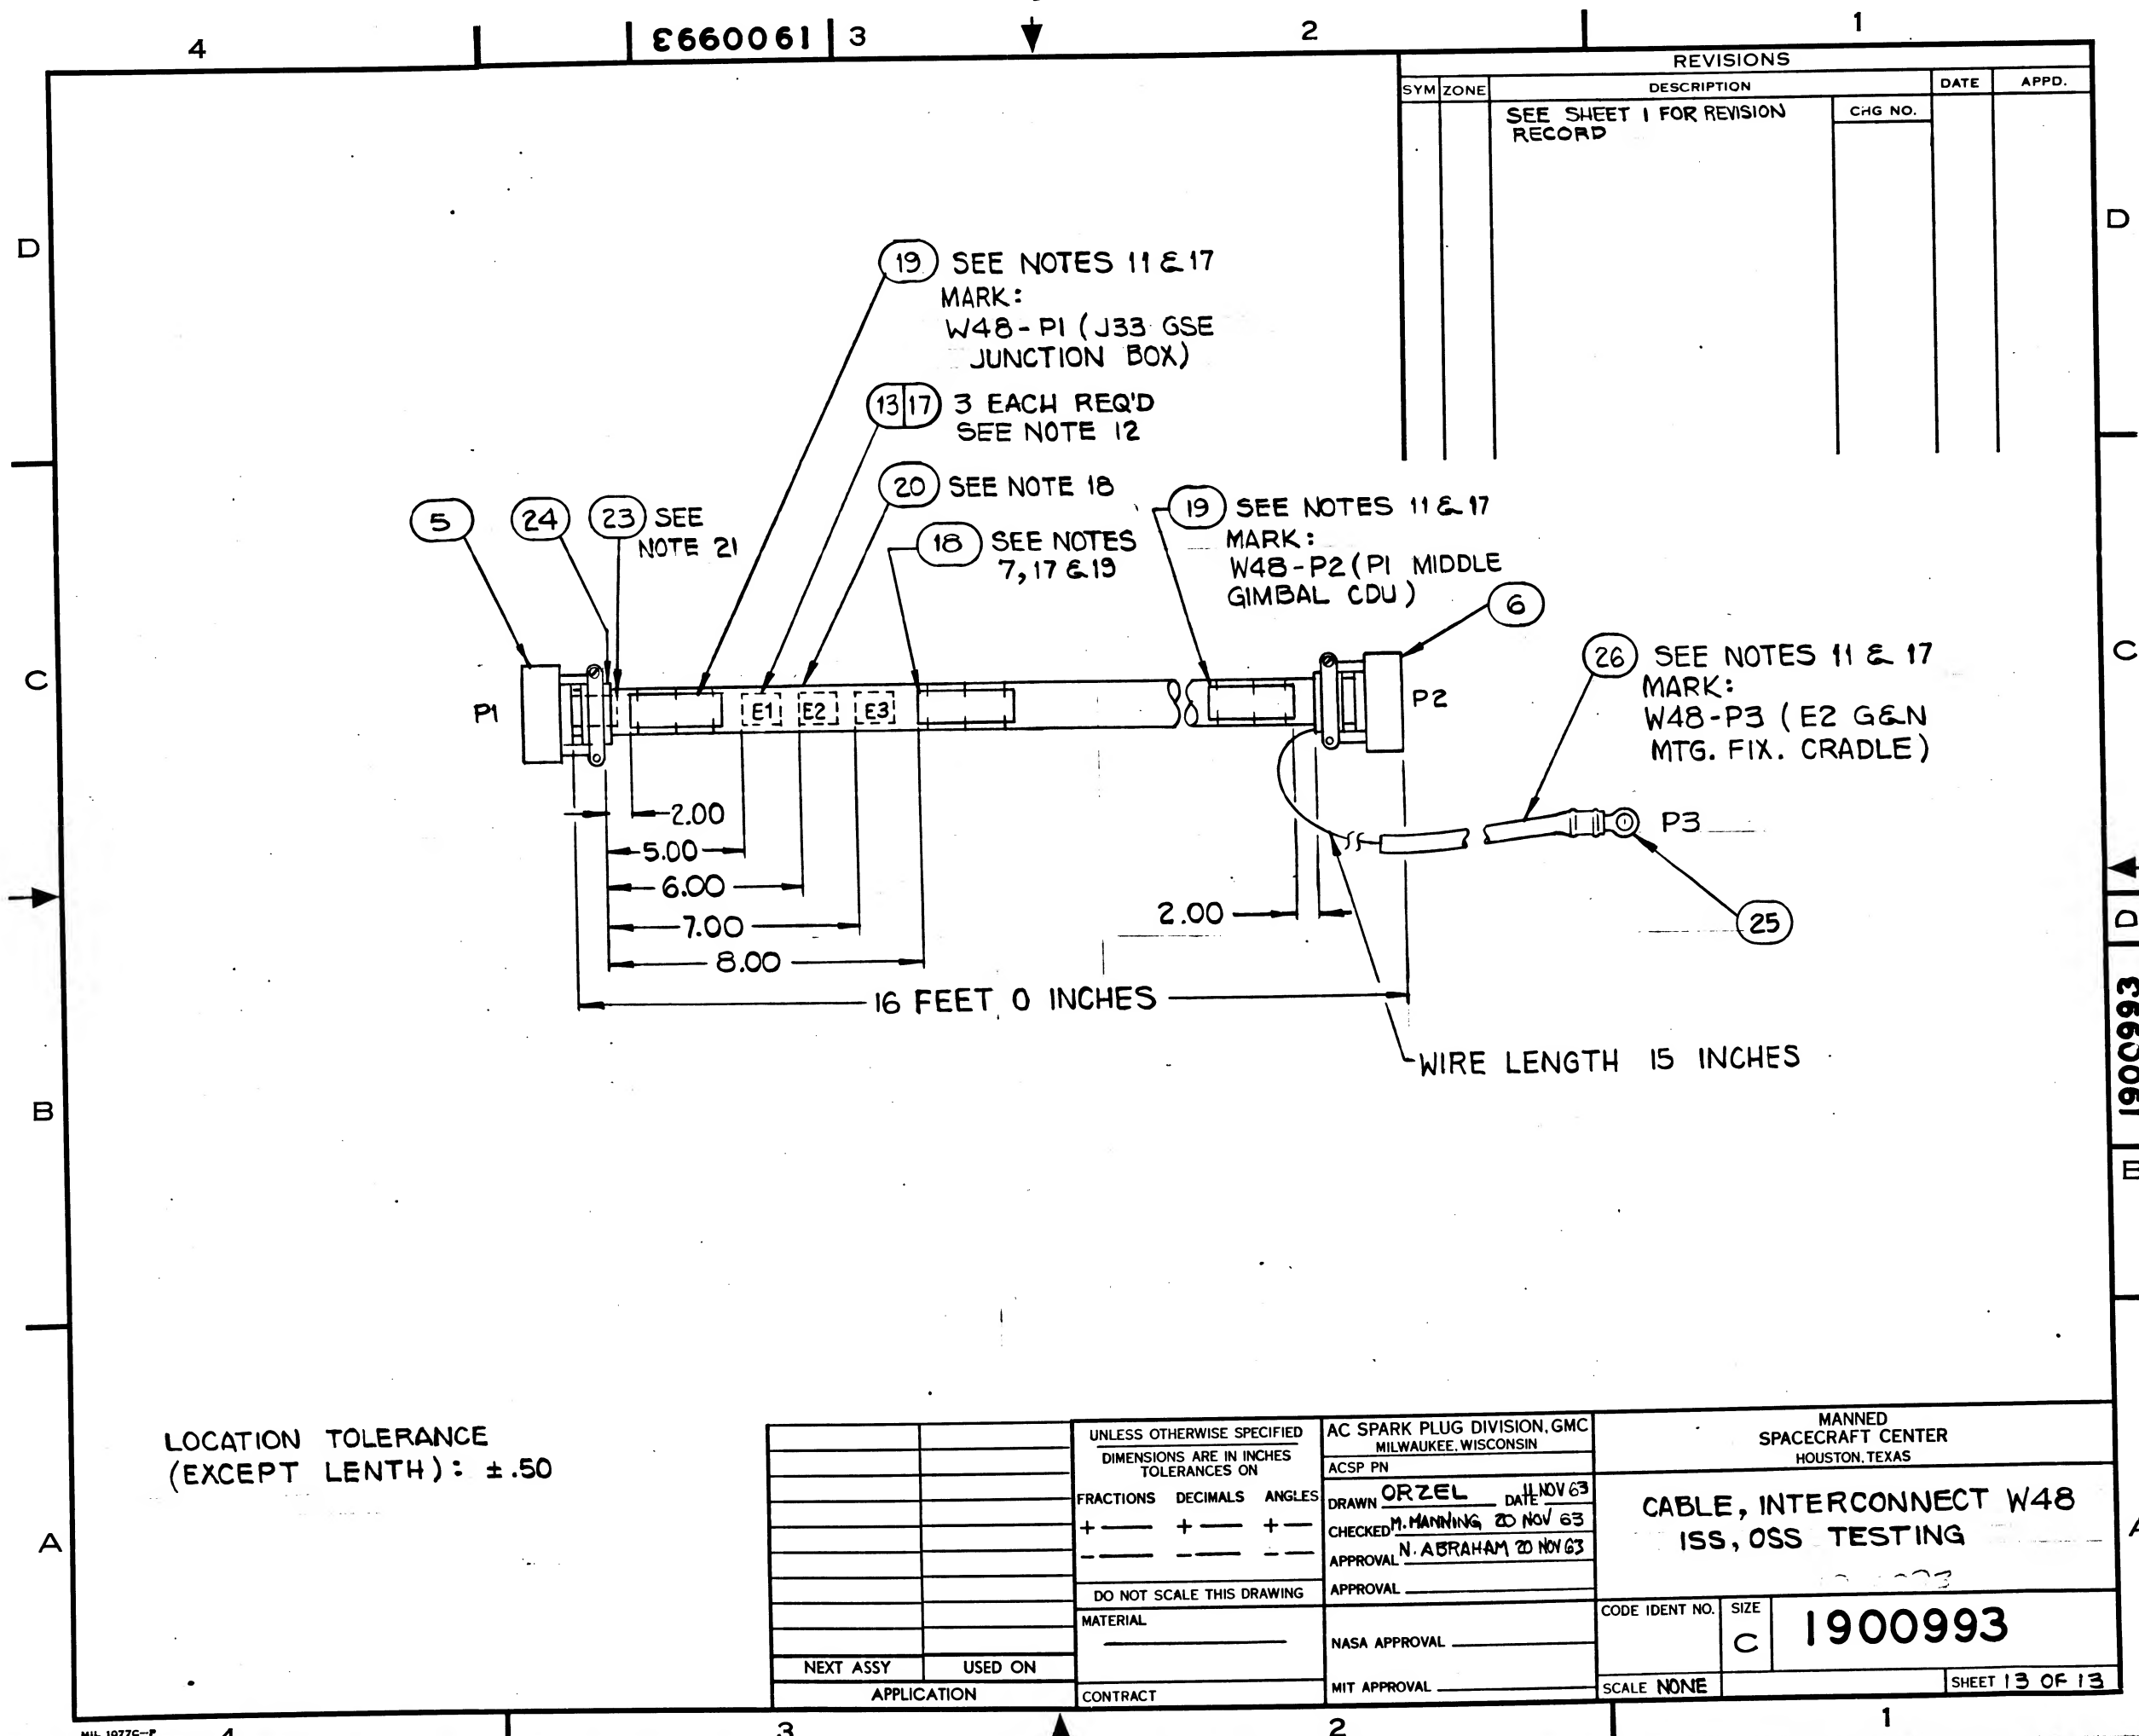 4
1900993
3
2
1
REVISIONS
SYM ZONE DESCRIPTION DATE APPD.
SEE SHEET 1 FOR REVISION
RECORD
CHG NO.
D
D
19 SEE NOTES 11 & 17
MARK:
W48-P1 (J33 GSE
JUNCTION BOX)
13 17 3 EACH REQ'D
SEE NOTE 12
20 SEE NOTE 18
5
24
23 SEE
NOTE 21
18 SEE NOTES
7, 17 & 19
19 SEE NOTES 11 & 17
MARK:
W48-P2 (P1 MIDDLE
GIMBAL CDU)
6
26 SEE NOTES 11 & 17
MARK:
W48-P3 (E2 G&N
MTG. FIX. CRADLE)
C
C
P1
E1 E2 E3
P2
P3
25
2.00
5.00
6.00
7.00
8.00
2.00
16 FEET 0 INCHES
WIRE LENGTH 15 INCHES
D
1900993
B
LOCATION TOLERANCE
(EXCEPT LENTH): ±.50
A
NEXT ASSY USED ON
APPLICATION
UNLESS OTHERWISE SPECIFIED
DIMENSIONS ARE IN INCHES
TOLERANCES ON
FRACTIONS DECIMALS ANGLES
+ + +
- - -
DO NOT SCALE THIS DRAWING
MATERIAL
CONTRACT
AC SPARK PLUG DIVISION, GMC
MILWAUKEE, WISCONSIN
ACSP PN
DRAWN ORZEL DATE 11 NOV 63
CHECKED M. MANNING 20 NOV 63
APPROVAL N. ABRAHAM 20 NOV 63
APPROVAL
NASA APPROVAL
MIT APPROVAL
MANNED
SPACECRAFT CENTER
HOUSTON, TEXAS
CABLE, INTERCONNECT W48
ISS, OSS TESTING
CODE IDENT NO. SIZE
C
1900993
SCALE NONE
SHEET 13 OF 13
3
2
1